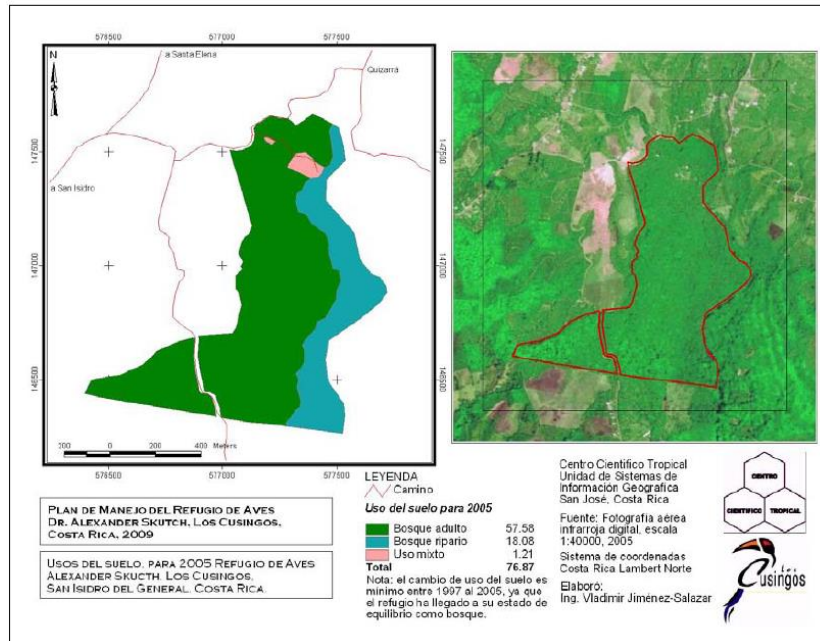 576500 577000 577500
N
a Santa Elena
Quizarrá
147500
147500
a San Isidro
147000
147000
146500
146500
200 0 200 400 Meters
576500 577000 577500
PLAN DE MANEJO DEL REFUGIO DE AVES
DR. ALEXANDER SKUTCH, LOS CUSINGOS,
COSTA RICA, 2009
USOS DEL SUELO, PARA 2005 REFUGIO DE AVES
ALEXANDER SKUCTH, LOS CUSINGOS,
SAN ISIDRO DEL GENERAL, COSTA RICA.
LEYENDA
Camino
Uso del suelo para 2005
Bosque adulto 57.58
Bosque ripario 18.08
Uso mixto 1.21
Total 76.87
Nota: el cambio de uso del suelo es
mínimo entre 1997 al 2005, ya que
el refugio ha llegado a su estado de
equilibrio como bosque.
Centro Cientifico Tropical
Unidad de Sistemas de
Información Geografica
San José, Costa Rica
Fuente: Fotografía aérea
infrarroja digital, escala
1:40000, 2005
Sistema de coordenadas
Costa Rica Lambert Norte
Elaboró:
Ing. Vladimir Jiménez-Salazar
CENTRO
CIENTIFICO TROPICAL
Los
Cusingos